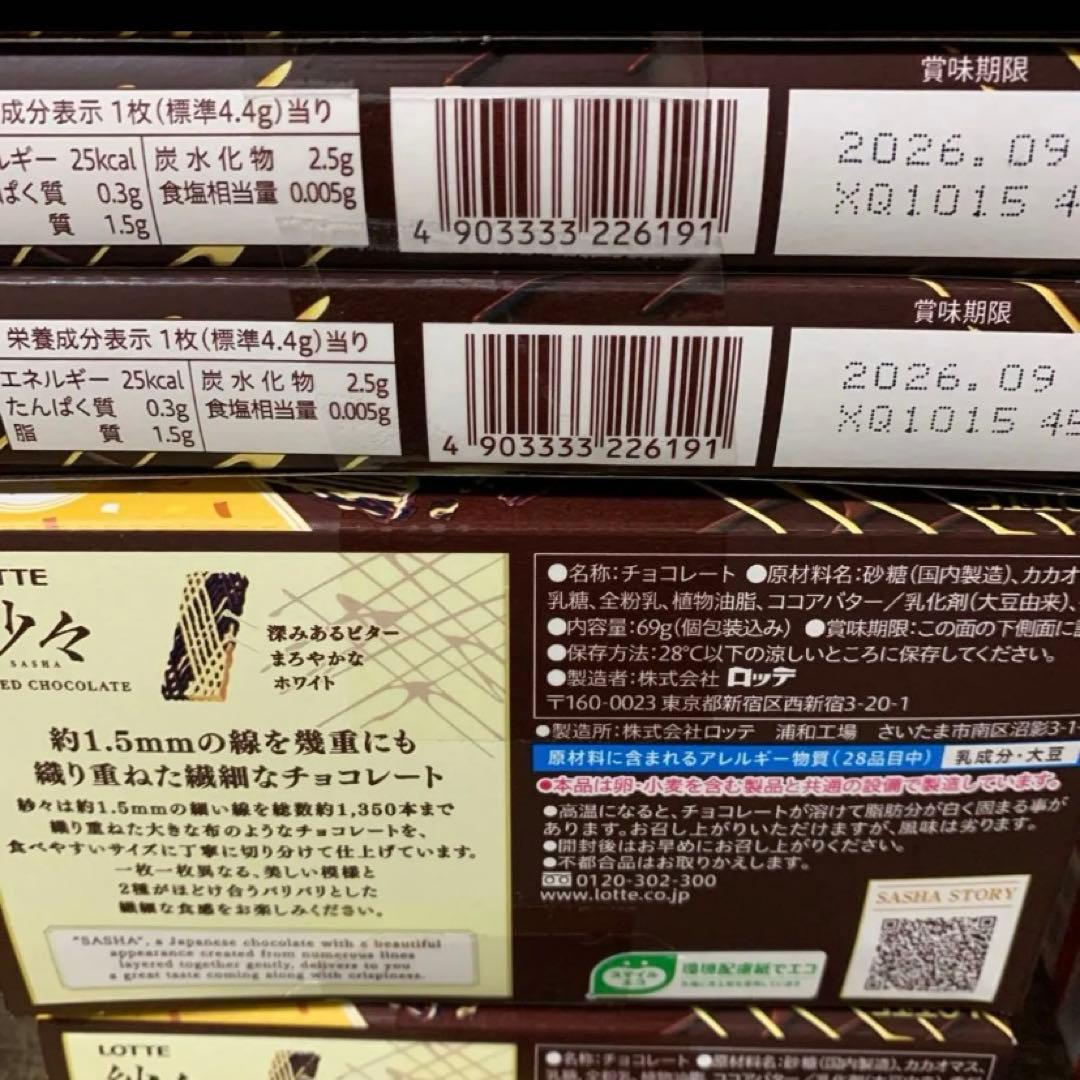 賞味期限
成分表示 1枚(標準4.4g)当り
ルギー 25kcal 炭水化物 2.5g
ぱく質 0.3g 食塩相当量 0.005g
質 1.5g
4 903333 226191
2026.09
XQ1015 4
賞味期限
栄養成分表示 1枚(標準4.4g)当り
エネルギー 25kcal 炭水化物 2.5g
たんぱく質 0.3g 食塩相当量 0.005g
脂質 1.5g
4 903333 226191
2026.09
XQ1015 45
TTE
紗々
SASHA
ED CHOCOLATE
深みあるビター
まろやかな
ホワイト
約1.5mmの線を幾重にも
織り重ねた繊細なチョコレート
紗々は約1.5mmの細い線を総数約1,350本まで
織り重ねた大きな布のようなチョコレートを、
食べやすいサイズに丁寧に切り分けて仕上げています。
一枚一枚異なる、美しい模様と
2種がほどけ合うパリパリとした
繊細な食感をお楽しみください。
"SASHA", a Japanese chocolate with a beautiful
appearance created from numerous lines
layered together gently, delivers to you
a great taste coming along with crispiness.
●名称:チョコレート ●原材料名:砂糖(国内製造)、カカオ
乳糖、全粉乳、植物油脂、ココアバター/乳化剤(大豆由来)、
●内容量:69g(個包装込み) ●賞味期限:この面の下側面に
●保存方法:28℃以下の涼しいところに保存してください。
●製造者:株式会社 ロッテ
〒160-0023 東京都新宿区西新宿3-20-1
●製造所:株式会社ロッテ 浦和工場 さいたま市南区沼影3-1-
原材料に含まれるアレルギー物質(28品目中) 乳成分・大豆
●本品は卵・小麦を含む製品と共通の設備で製造しています。
●高温になると、チョコレートが溶けて脂肪分が白く固まる事が
あります。お召し上がりいただけますが、風味は劣ります。
●開封後はお早めにお召し上がりください。
●不都合品はお取りかえします。
0120-302-300
www.lotte.co.jp
SASHA STORY
スマイル
エコ
環境配慮紙でエコ
LOTTE
●名称:チョコレート ●原材料名:砂糖(国内製造)、カカオマス、
乳糖、全粉乳、植物油脂、ココアバター/乳化剤